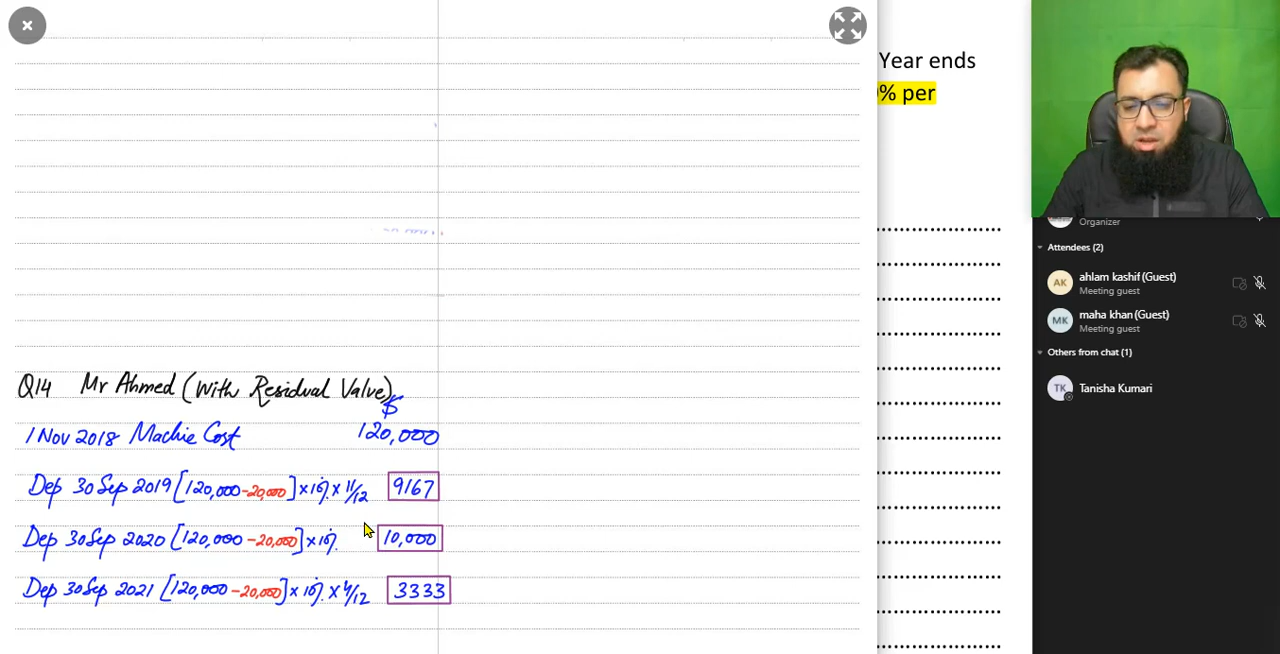 Year ends
% per
Q14 Mr Ahmed (With Residual Value)
$
1 Nov 2018 Machie Cost 120,000
Dep 30 Sep 2019 [120,000-20,000] × 10% × 11/12 9167
Dep 30 Sep 2020 [120,000-20,000] × 10% 10,000
Dep 30 Sep 2021 [120,000-20,000] × 10% × 4/12 3333
Organizer
Attendees (2)
AK ahlam kashif (Guest)
Meeting guest
MK maha khan (Guest)
Meeting guest
Others from chat (1)
TK Tanisha Kumari